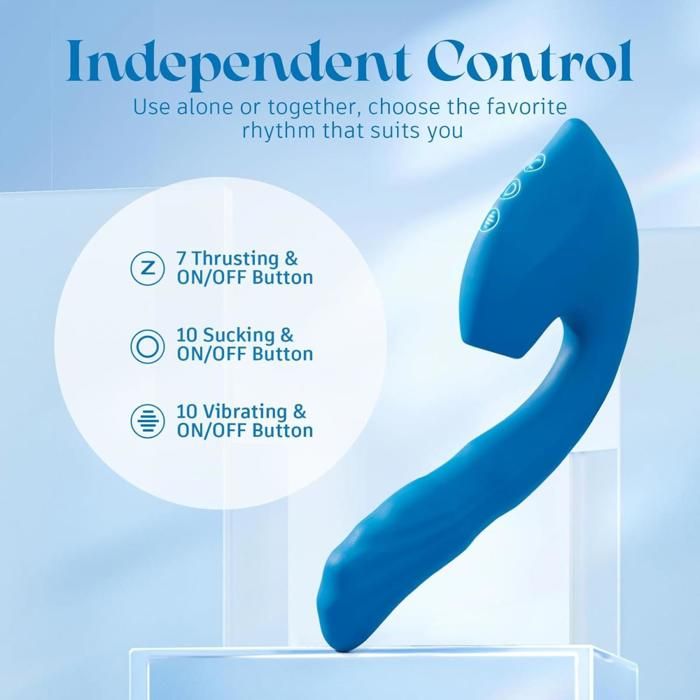 Independent Control
Use alone or together, choose the favorite
rhythm that suits you
Z
7 Thrusting &
ON/OFF Button
10 Sucking &
ON/OFF Button
10 Vibrating &
ON/OFF Button